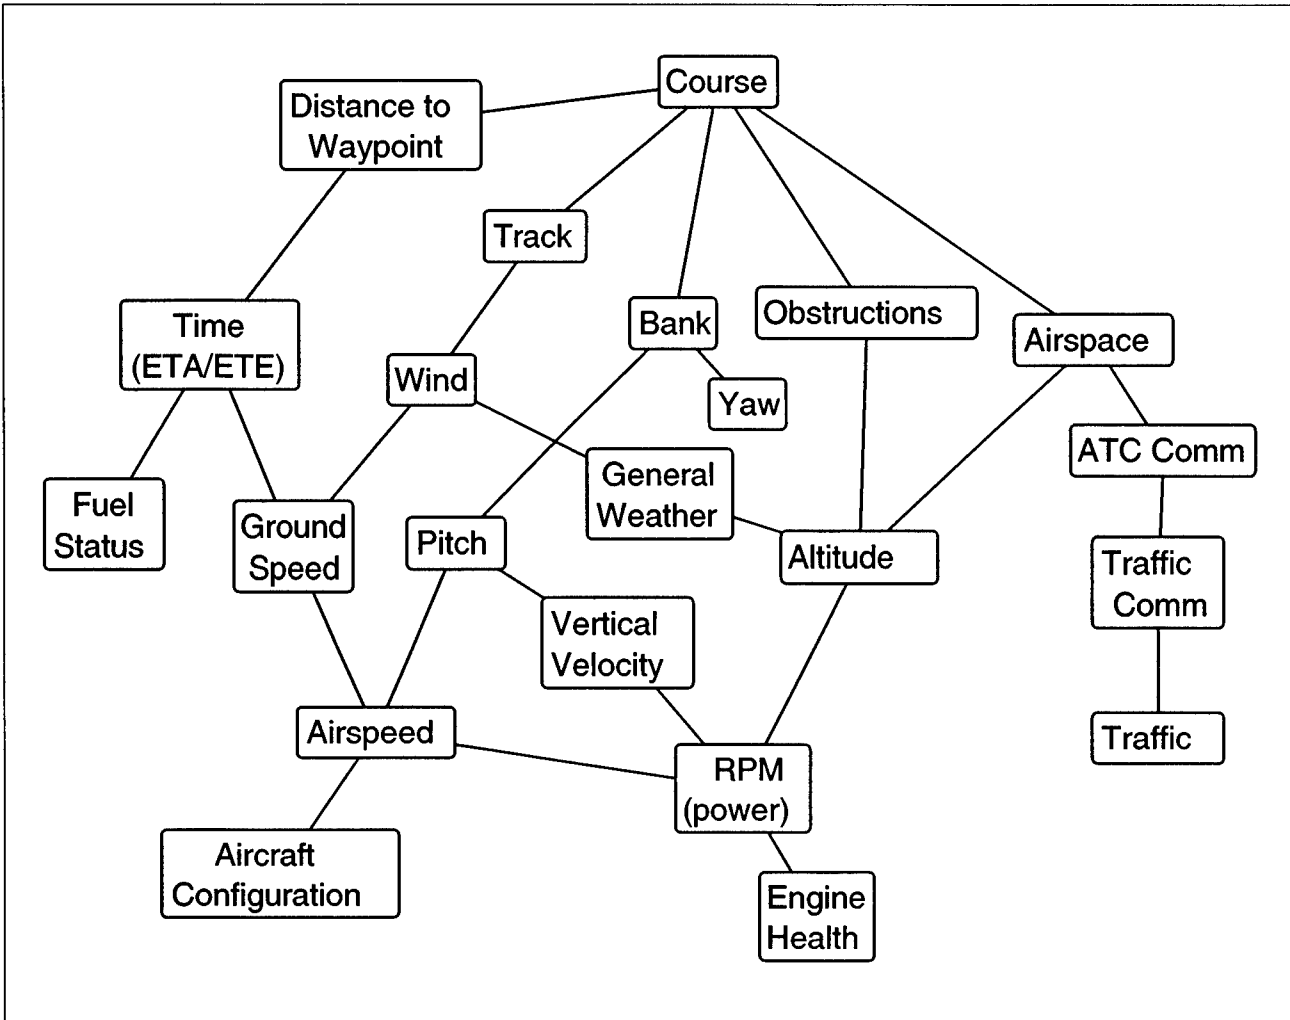 Course
Distance to
Waypoint
Track
Time
(ETA/ETE)
Bank
Obstructions
Airspace
Wind
Yaw
ATC Comm
Fuel
Status
Ground
Speed
Pitch
General
Weather
Altitude
Traffic
Comm
Vertical
Velocity
Airspeed
RPM
(power)
Traffic
Aircraft
Configuration
Engine
Health